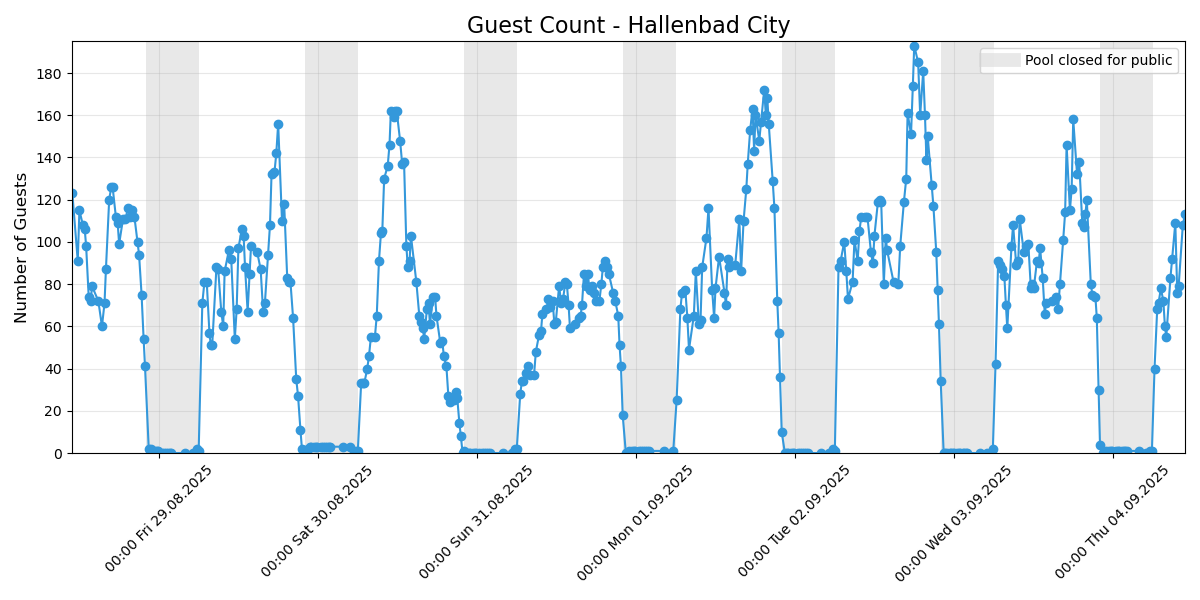 Guest Count - Hallenbad City
Pool closed for public
Number of Guests
180
160
140
120
100
80
60
40
20
0
00:00 Fri 29.08.2025
00:00 Sat 30.08.2025
00:00 Sun 31.08.2025
00:00 Mon 01.09.2025
00:00 Tue 02.09.2025
00:00 Wed 03.09.2025
00:00 Thu 04.09.2025